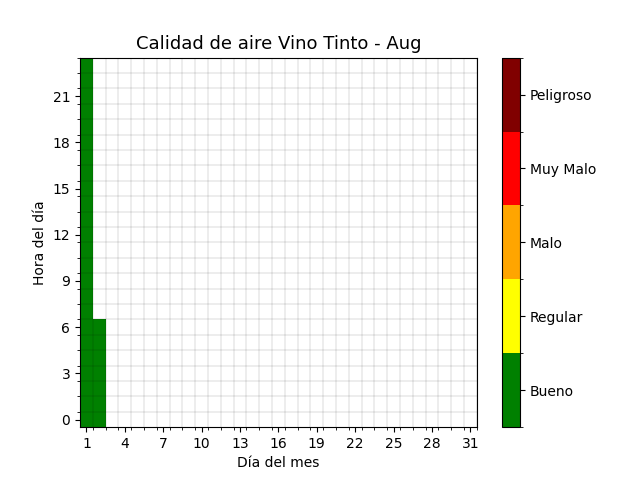 Calidad de aire Vino Tinto - Aug
Hora del día
21
18
15
12
9
6
3
0
1 4 7 10 13 16 19 22 25 28 31
Día del mes
Peligroso
Muy Malo
Malo
Regular
Bueno